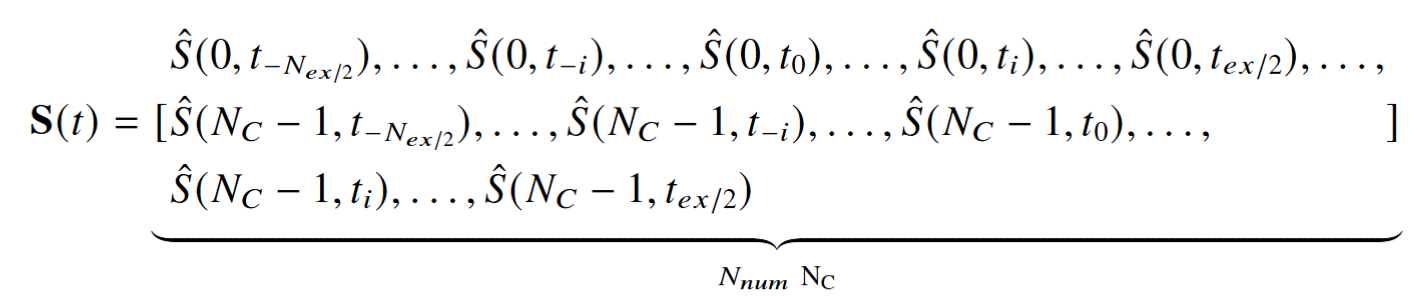 Ŝ(0, t_{−N_{ex/2}}), . . . , Ŝ(0, t_{−i}), . . . , Ŝ(0, t_0), . . . , Ŝ(0, t_i), . . . , Ŝ(0, t_{ex/2}), . . . ,
S(t) = [Ŝ(N_C − 1, t_{−N_{ex/2}}), . . . , Ŝ(N_C − 1, t_{−i}), . . . , Ŝ(N_C − 1, t_0), . . . , ]
Ŝ(N_C − 1, t_i), . . . , Ŝ(N_C − 1, t_{ex/2})
N_{num} N_C